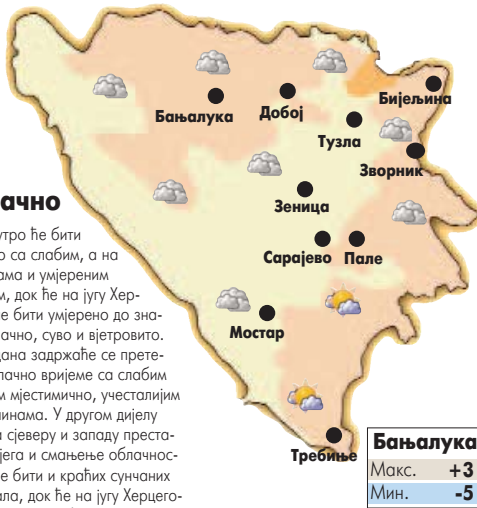 Бањалука
Добој
Бијељина
Тузла
Зворник
Зеница
Сарајево
Пале
Мостар
Требиње
ачно
утро ће бити
о са слабим, а на
ама и умјереним
м, док ће на југу Хер-
е бити умјерено до зна-
ачно, суво и вјетровито.
дана задржаће се прете-
лачно вријеме са слабим
м мјестимично, учесталијим
инама. У другом дијелу
а сјеверу и западу преста-
јега и смањење облачнос-
е бити и краћих сунчаних
ала, док ће на југу Херцего-
Бањалука
Макс. +3
Мин. -5